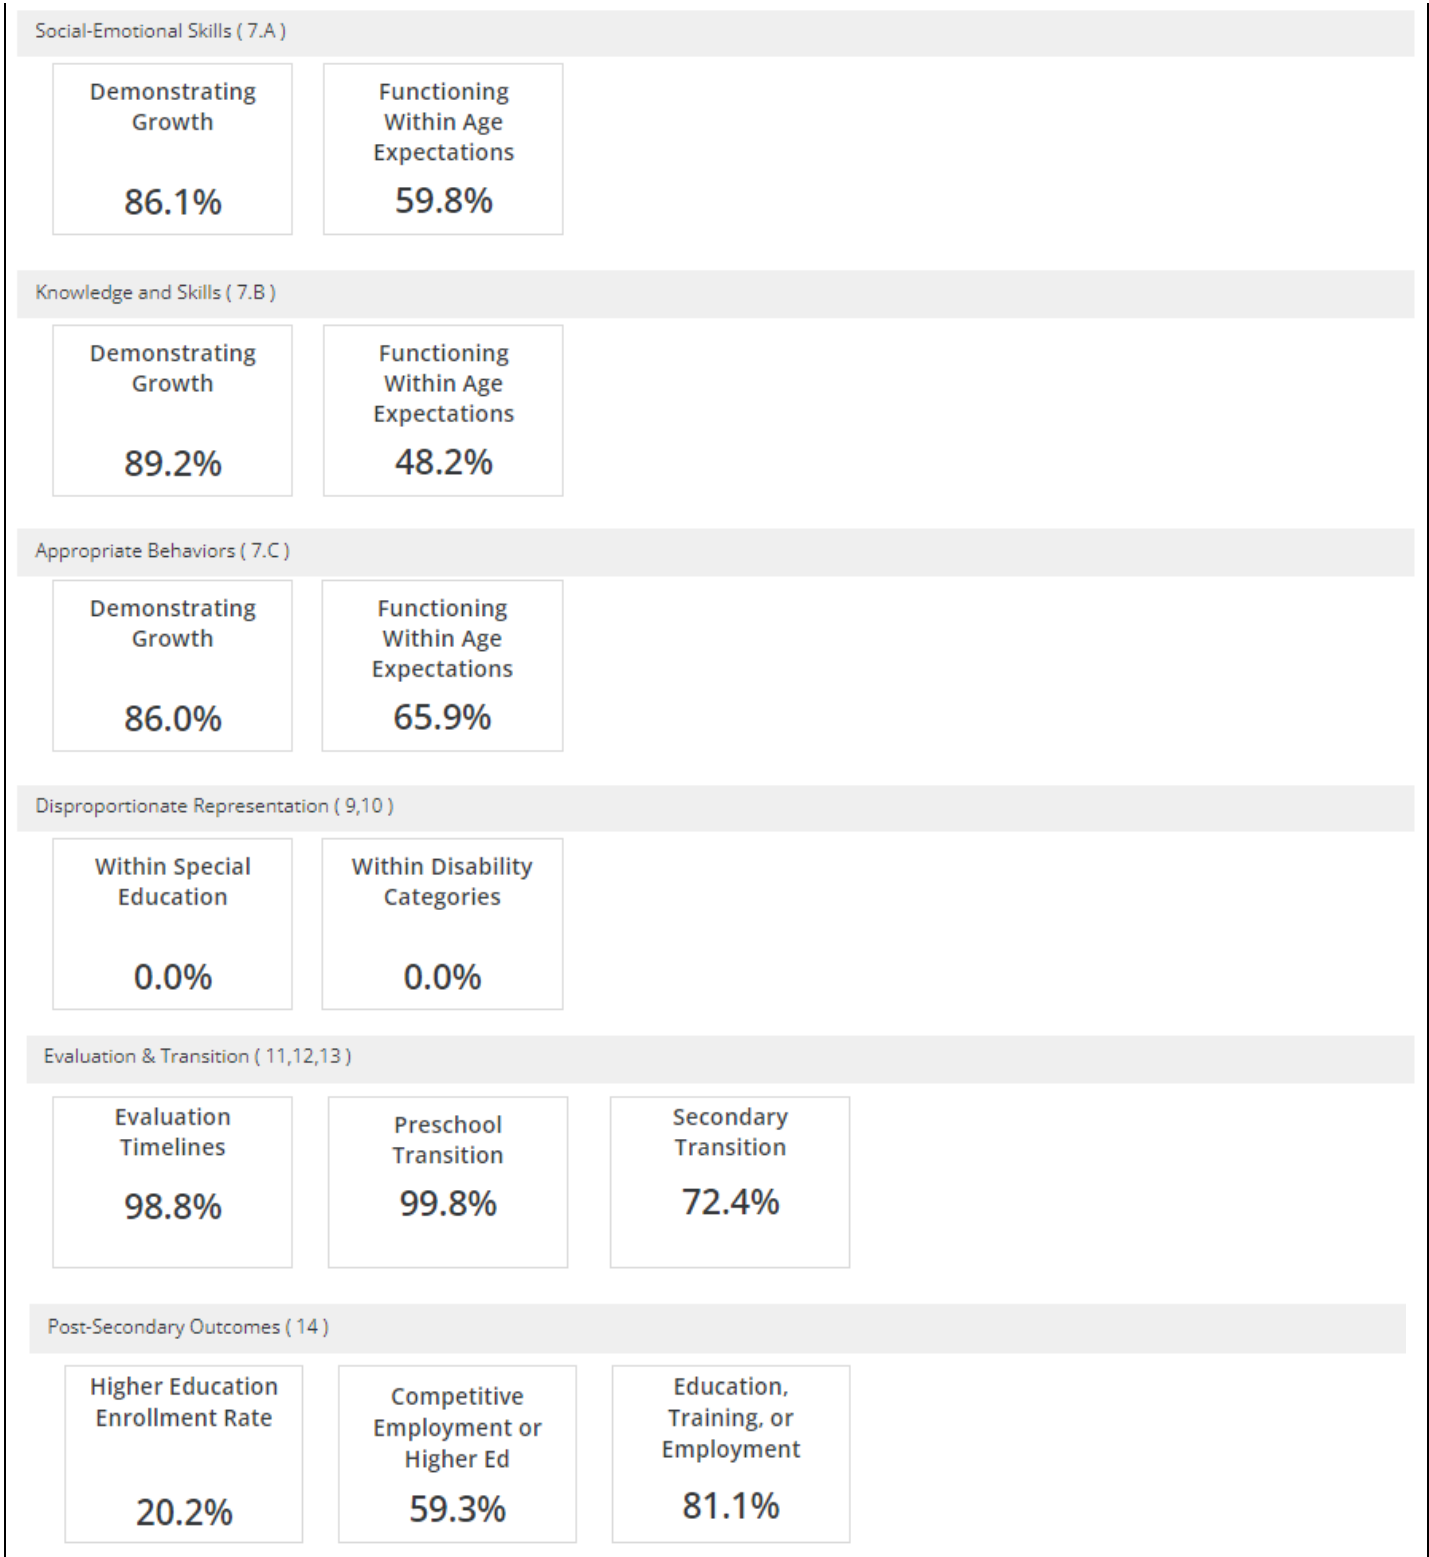 Social-Emotional Skills ( 7.A )
Demonstrating
Growth
86.1%
Functioning
Within Age
Expectations
59.8%
Knowledge and Skills ( 7.B )
Demonstrating
Growth
89.2%
Functioning
Within Age
Expectations
48.2%
Appropriate Behaviors ( 7.C )
Demonstrating
Growth
86.0%
Functioning
Within Age
Expectations
65.9%
Disproportionate Representation ( 9,10 )
Within Special
Education
0.0%
Within Disability
Categories
0.0%
Evaluation & Transition ( 11,12,13 )
Evaluation
Timelines
98.8%
Preschool
Transition
99.8%
Secondary
Transition
72.4%
Post-Secondary Outcomes ( 14 )
Higher Education
Enrollment Rate
20.2%
Competitive
Employment or
Higher Ed
59.3%
Education,
Training, or
Employment
81.1%